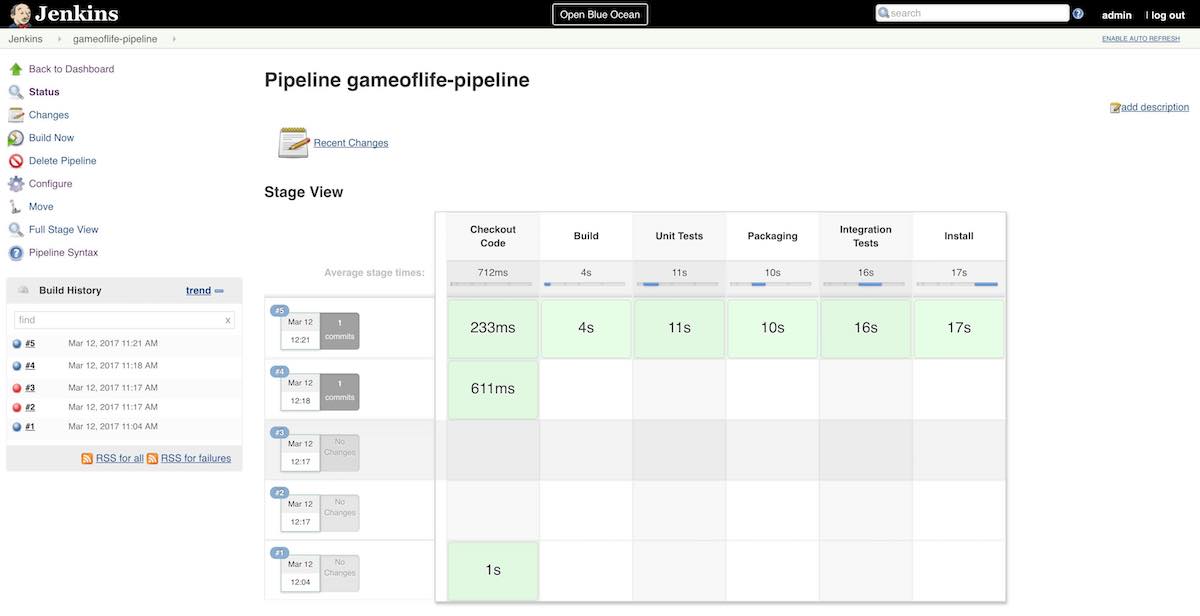 Jenkins
Open Blue Ocean
search
admin
| log out
Jenkins
gameoflife-pipeline
ENABLE AUTO REFRESH
Back to Dashboard
Status
Changes
Build Now
Delete Pipeline
Configure
Move
Full Stage View
Pipeline Syntax
Build History
trend
find
x
#5 Mar 12, 2017 11:21 AM
#4 Mar 12, 2017 11:18 AM
#3 Mar 12, 2017 11:17 AM
#2 Mar 12, 2017 11:17 AM
#1 Mar 12, 2017 11:04 AM
RSS for all RSS for failures
Pipeline gameoflife-pipeline
add description
Recent Changes
Stage View
Checkout
Code
Build
Unit Tests
Packaging
Integration
Tests
Install
Average stage times:
712ms 4s 11s 10s 16s 17s
#5
Mar 12
12:21
1
commits
233ms 4s 11s 10s 16s 17s
#4
Mar 12
12:18
1
commits
611ms
#3
Mar 12
12:17
No
Changes
#2
Mar 12
12:17
No
Changes
#1
Mar 12
12:04
No
Changes
1s